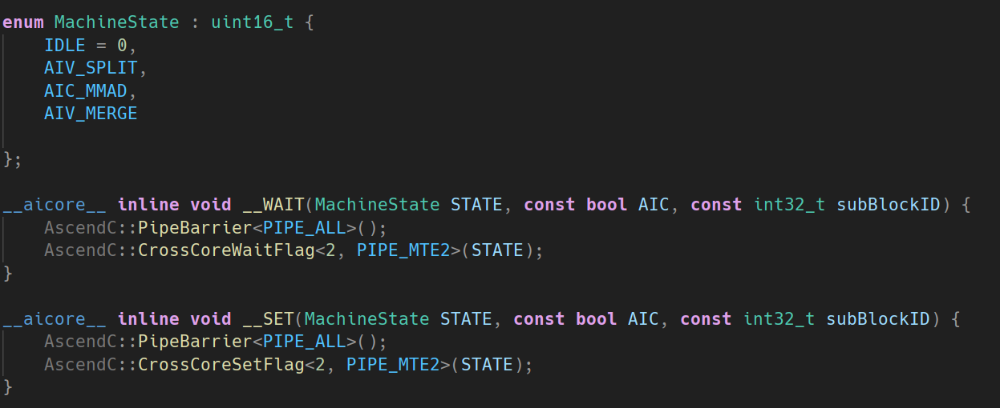 enum MachineState : uint16_t {
    IDLE = 0,
    AIV_SPLIT,
    AIC_MMAD,
    AIV_MERGE
};
__aicore__ inline void __WAIT(MachineState STATE, const bool AIC, const int32_t subBlockID) {
    AscendC::PipeBarrier<PIPE_ALL>();
    AscendC::CrossCoreWaitFlag<2, PIPE_MTE2>(STATE);
}
__aicore__ inline void __SET(MachineState STATE, const bool AIC, const int32_t subBlockID) {
    AscendC::PipeBarrier<PIPE_ALL>();
    AscendC::CrossCoreSetFlag<2, PIPE_MTE2>(STATE);
}